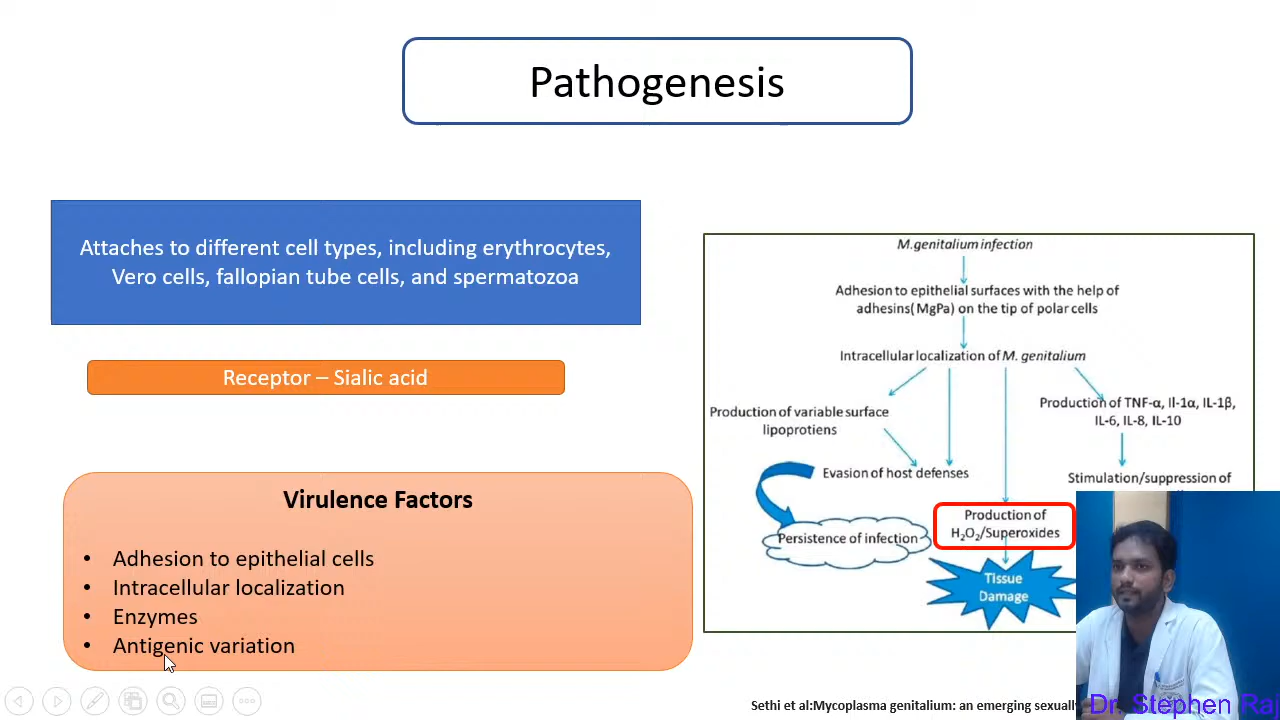 Pathogenesis
Attaches to different cell types, including erythrocytes,
Vero cells, fallopian tube cells, and spermatozoa
Receptor – Sialic acid
Virulence Factors
• Adhesion to epithelial cells
• Intracellular localization
• Enzymes
• Antigenic variation
M.genitalium infection
Adhesion to epithelial surfaces with the help of
adhesins(MgPa) on the tip of polar cells
Intracellular localization of M. genitalium
Production of variable surface
lipoprotiens
Production of TNF-α, Il-1α, IL-1β,
IL-6, IL-8, IL-10
Evasion of host defenses
Stimulation/suppression of
Persistence of infection
Production of
H₂O₂/Superoxides
Tissue
Damage
Sethi et al:Mycoplasma genitalium: an emerging sexually
Dr. Stephen Raj